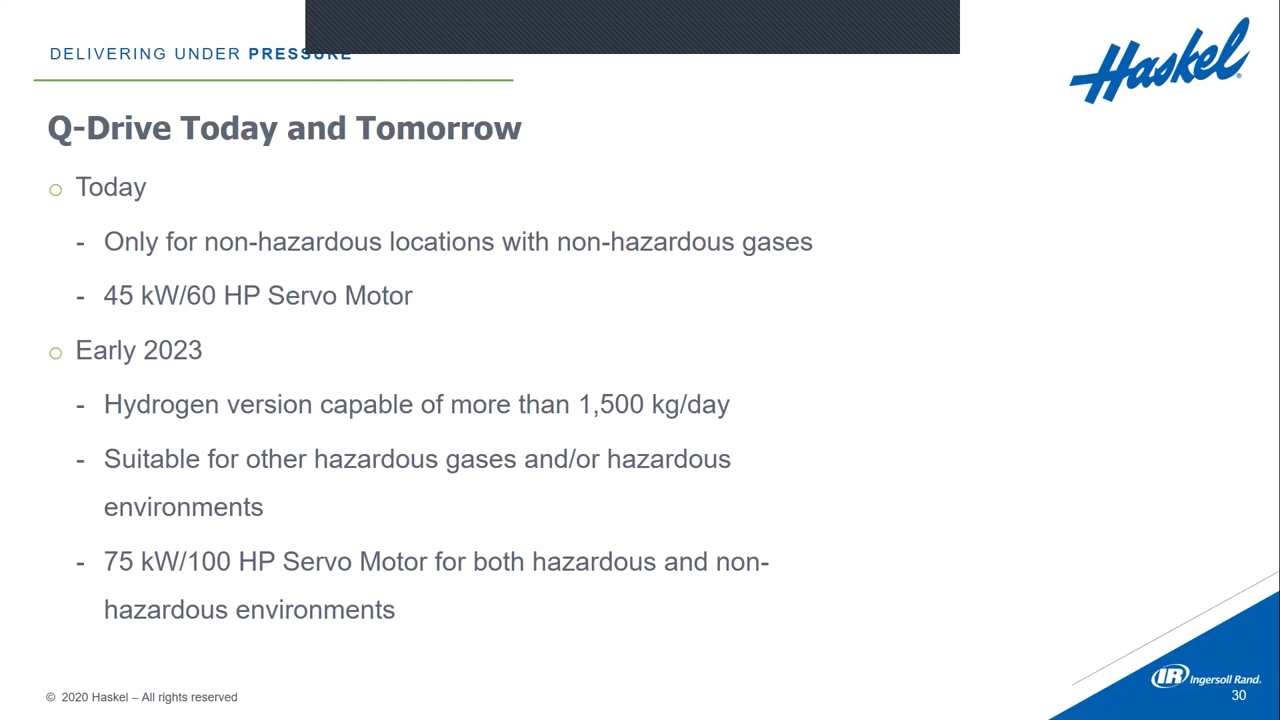 DELIVERING UNDER PRESSURE
Haskel®
Q-Drive Today and Tomorrow
Today
- Only for non-hazardous locations with non-hazardous gases
- 45 kW/60 HP Servo Motor
Early 2023
- Hydrogen version capable of more than 1,500 kg/day
- Suitable for other hazardous gases and/or hazardous
environments
- 75 kW/100 HP Servo Motor for both hazardous and non-
hazardous environments
IR Ingersoll Rand.
© 2020 Haskel – All rights reserved
30